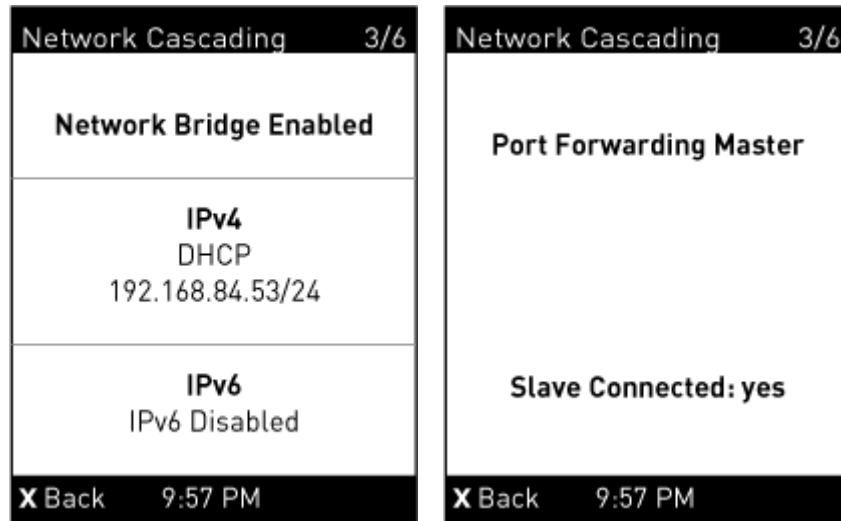 Network Cascading 3/6
Network Bridge Enabled
IPv4
DHCP
192.168.84.53/24
IPv6
IPv6 Disabled
X Back 9:57 PM
Network Cascading 3/6
Port Forwarding Master
Slave Connected: yes
X Back 9:57 PM